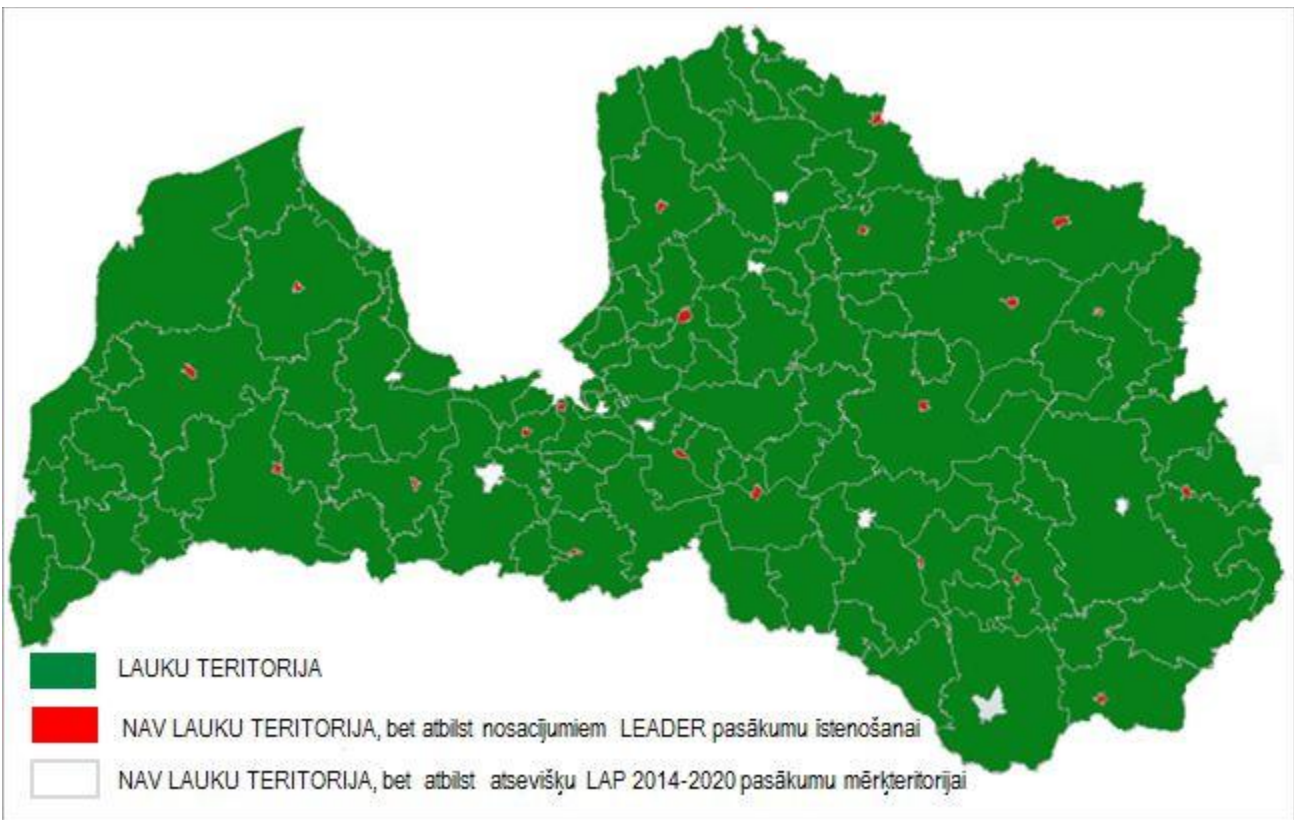 LAUKU TERITORIJA
NAV LAUKU TERITORIJA, bet atbilst nosacījumiem LEADER pasākumu īstenošanai
NAV LAUKU TERITORIJA, bet atbilst atsevišķu LAP 2014-2020 pasākumu mērķteritorijai